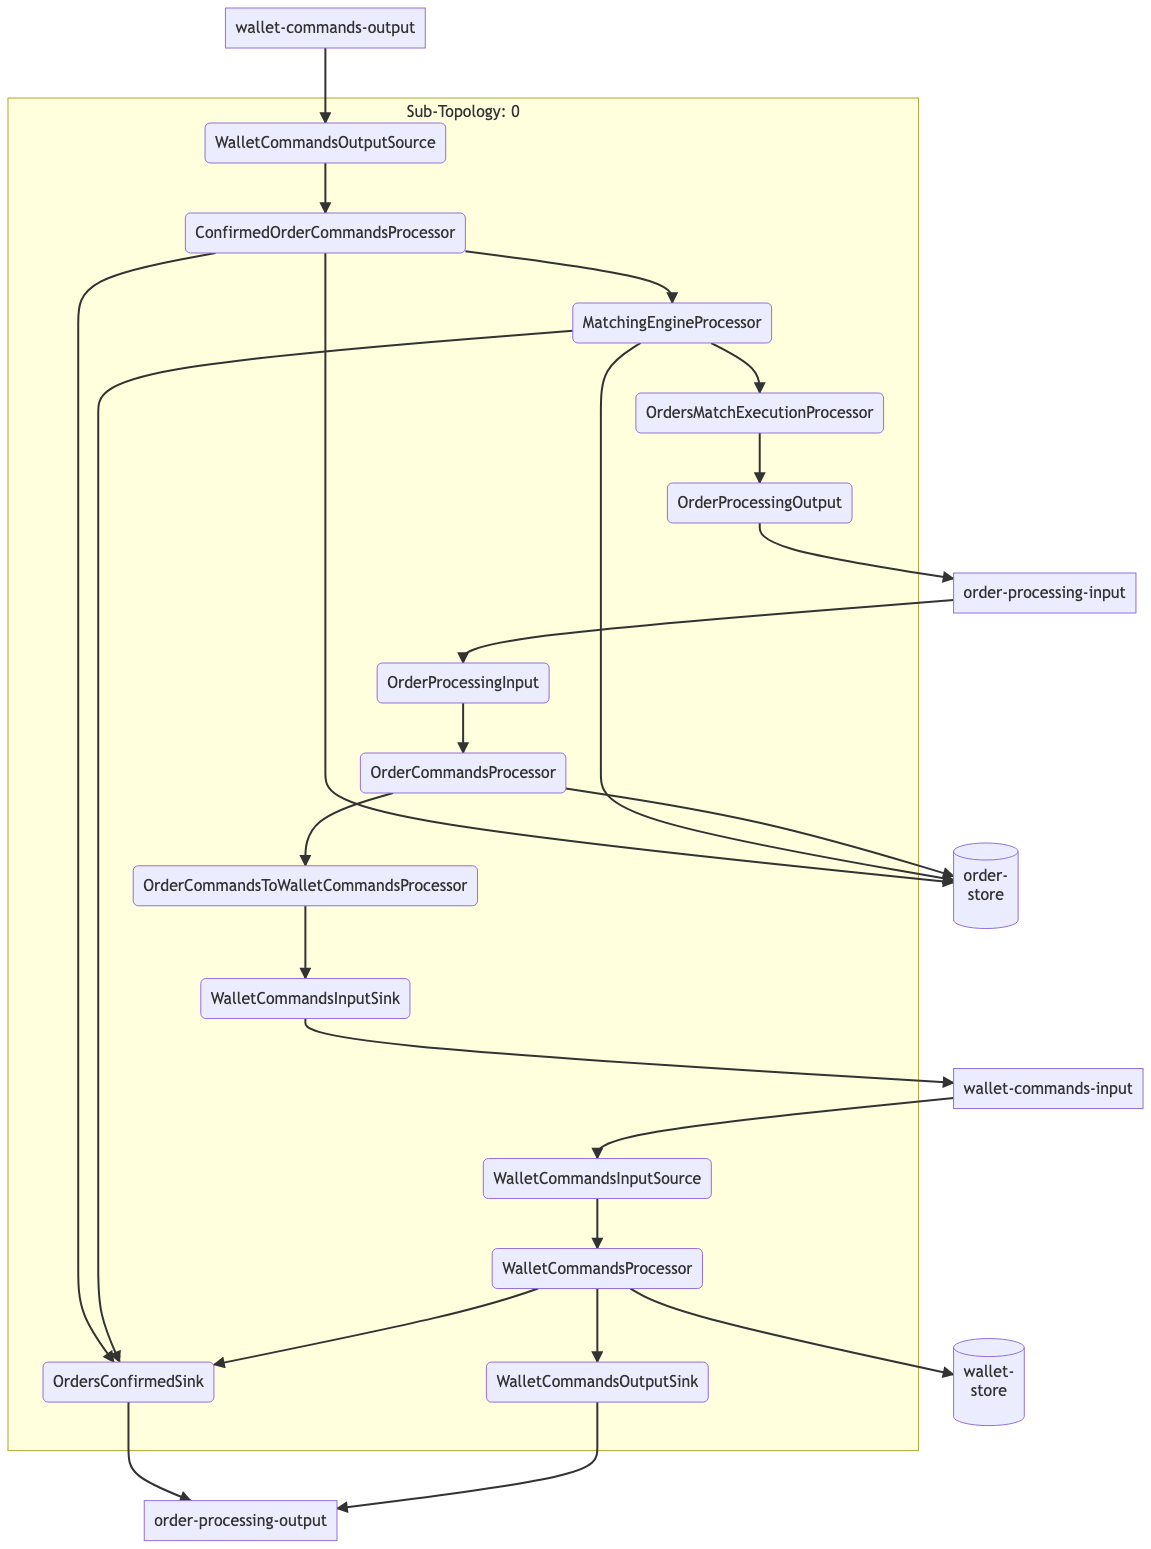 wallet-commands-output
Sub-Topology: 0
WalletCommandsOutputSource
ConfirmedOrderCommandsProcessor
MatchingEngineProcessor
OrdersMatchExecutionProcessor
OrderProcessingOutput
order-processing-input
OrderProcessingInput
OrderCommandsProcessor
OrderCommandsToWalletCommandsProcessor
order-
store
WalletCommandsInputSink
wallet-commands-input
WalletCommandsInputSource
WalletCommandsProcessor
OrdersConfirmedSink
WalletCommandsOutputSink
wallet-
store
order-processing-output